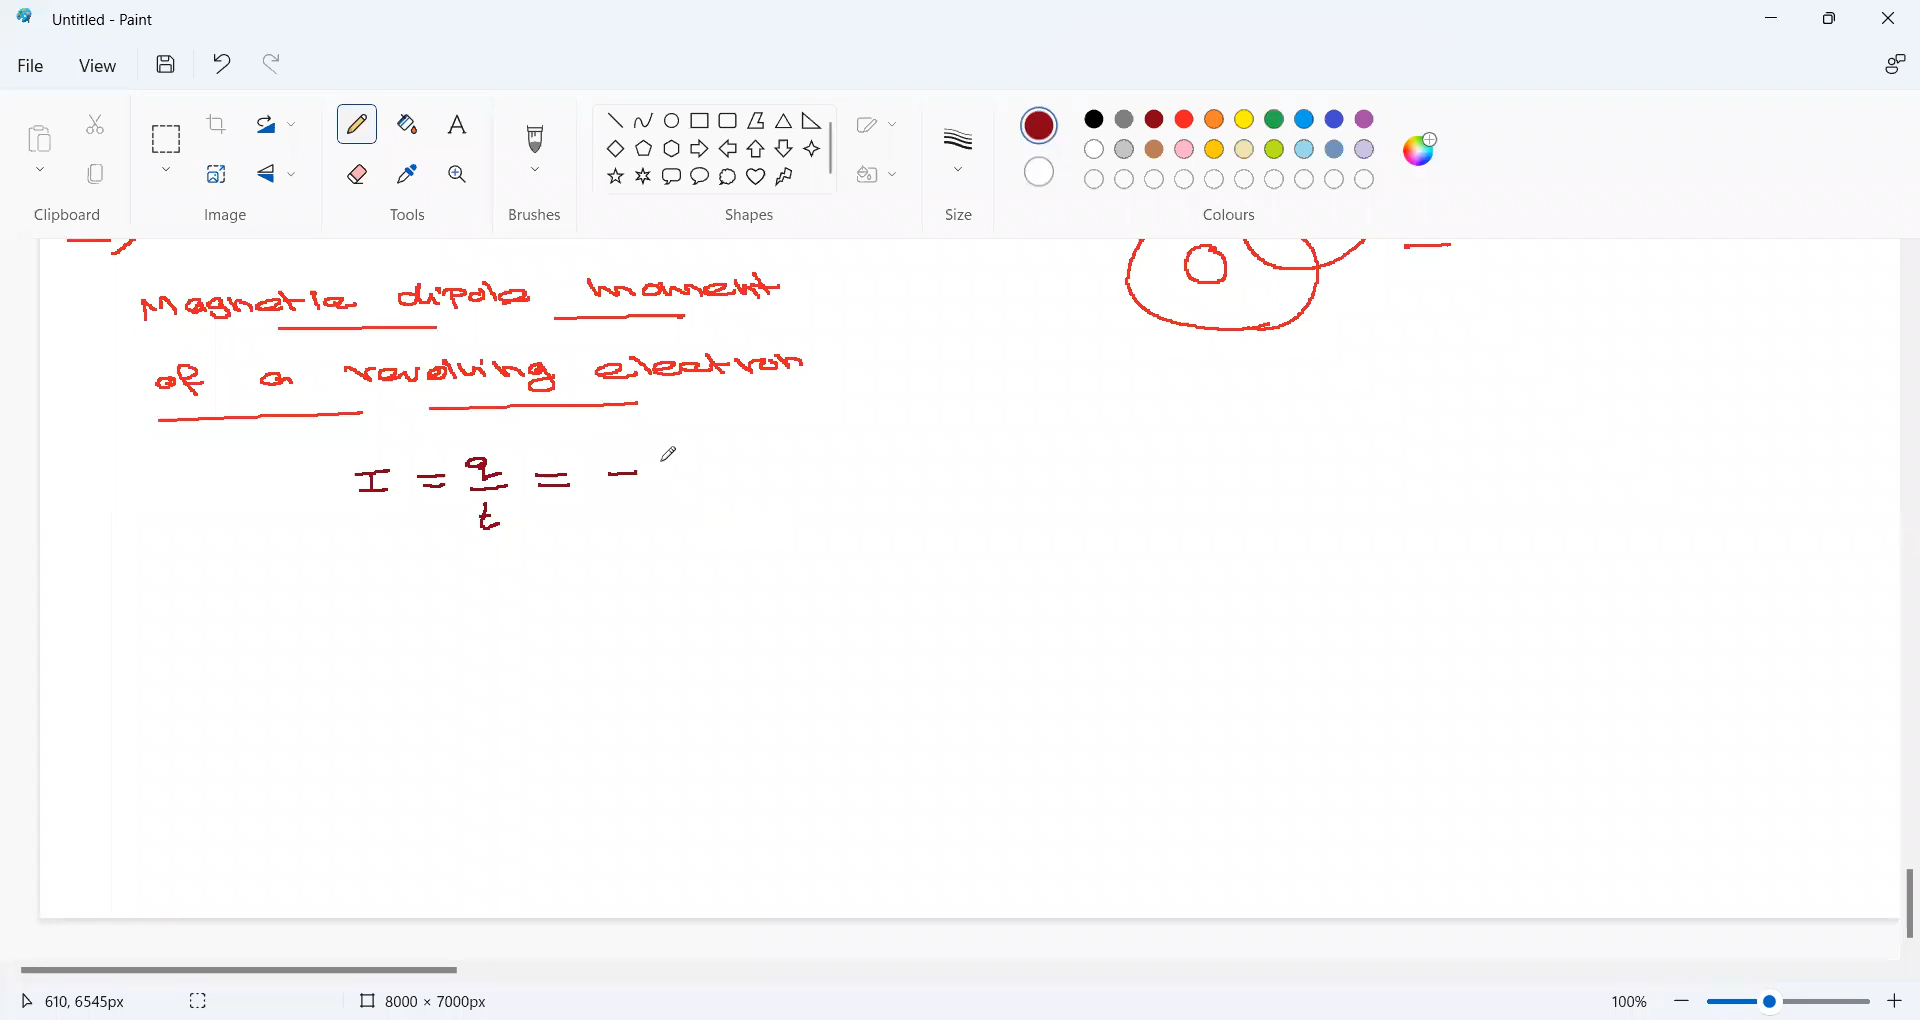 Untitled - Paint
File View
Clipboard Image Tools Brushes Shapes Size Colours
Magnetic dipole moment
of a revolving electron
I = q/t = -
610, 6545px 8000 × 7000px 100%